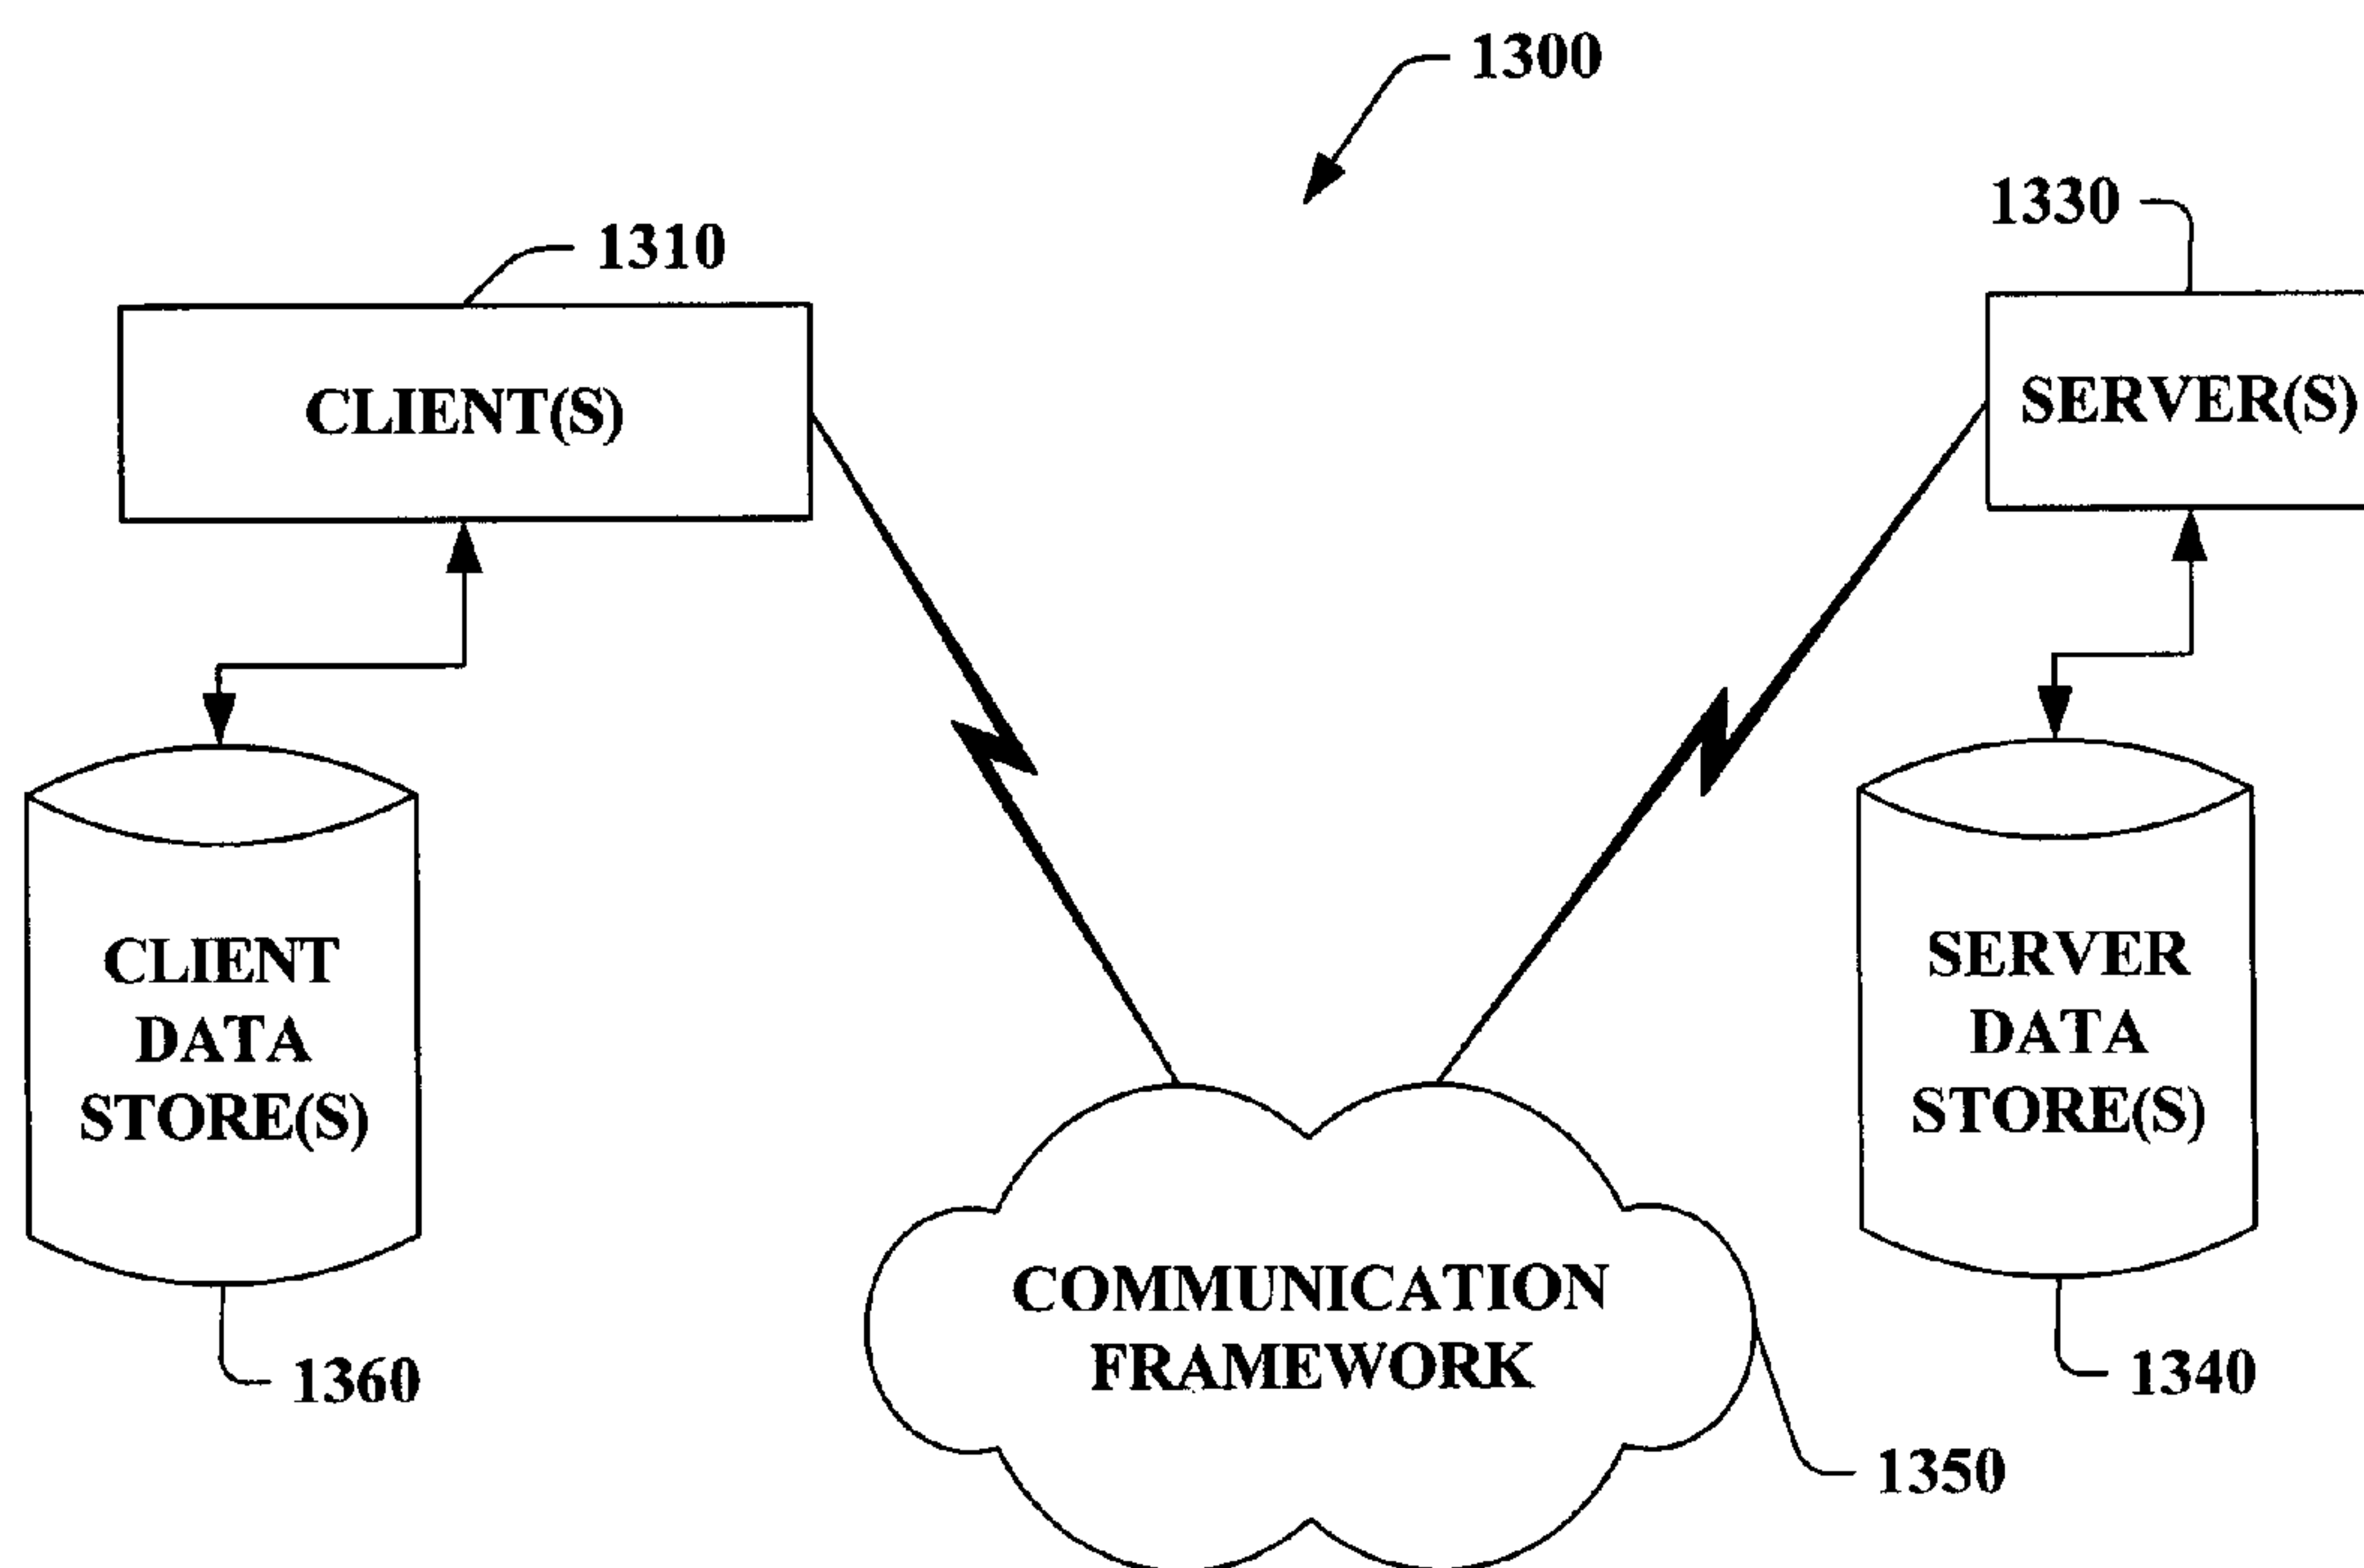 1300
1330
1310
CLIENT(S)
SERVER(S)
CLIENT
DATA
STORE(S)
SERVER
DATA
STORE(S)
COMMUNICATION
FRAMEWORK
1360
1340
1350